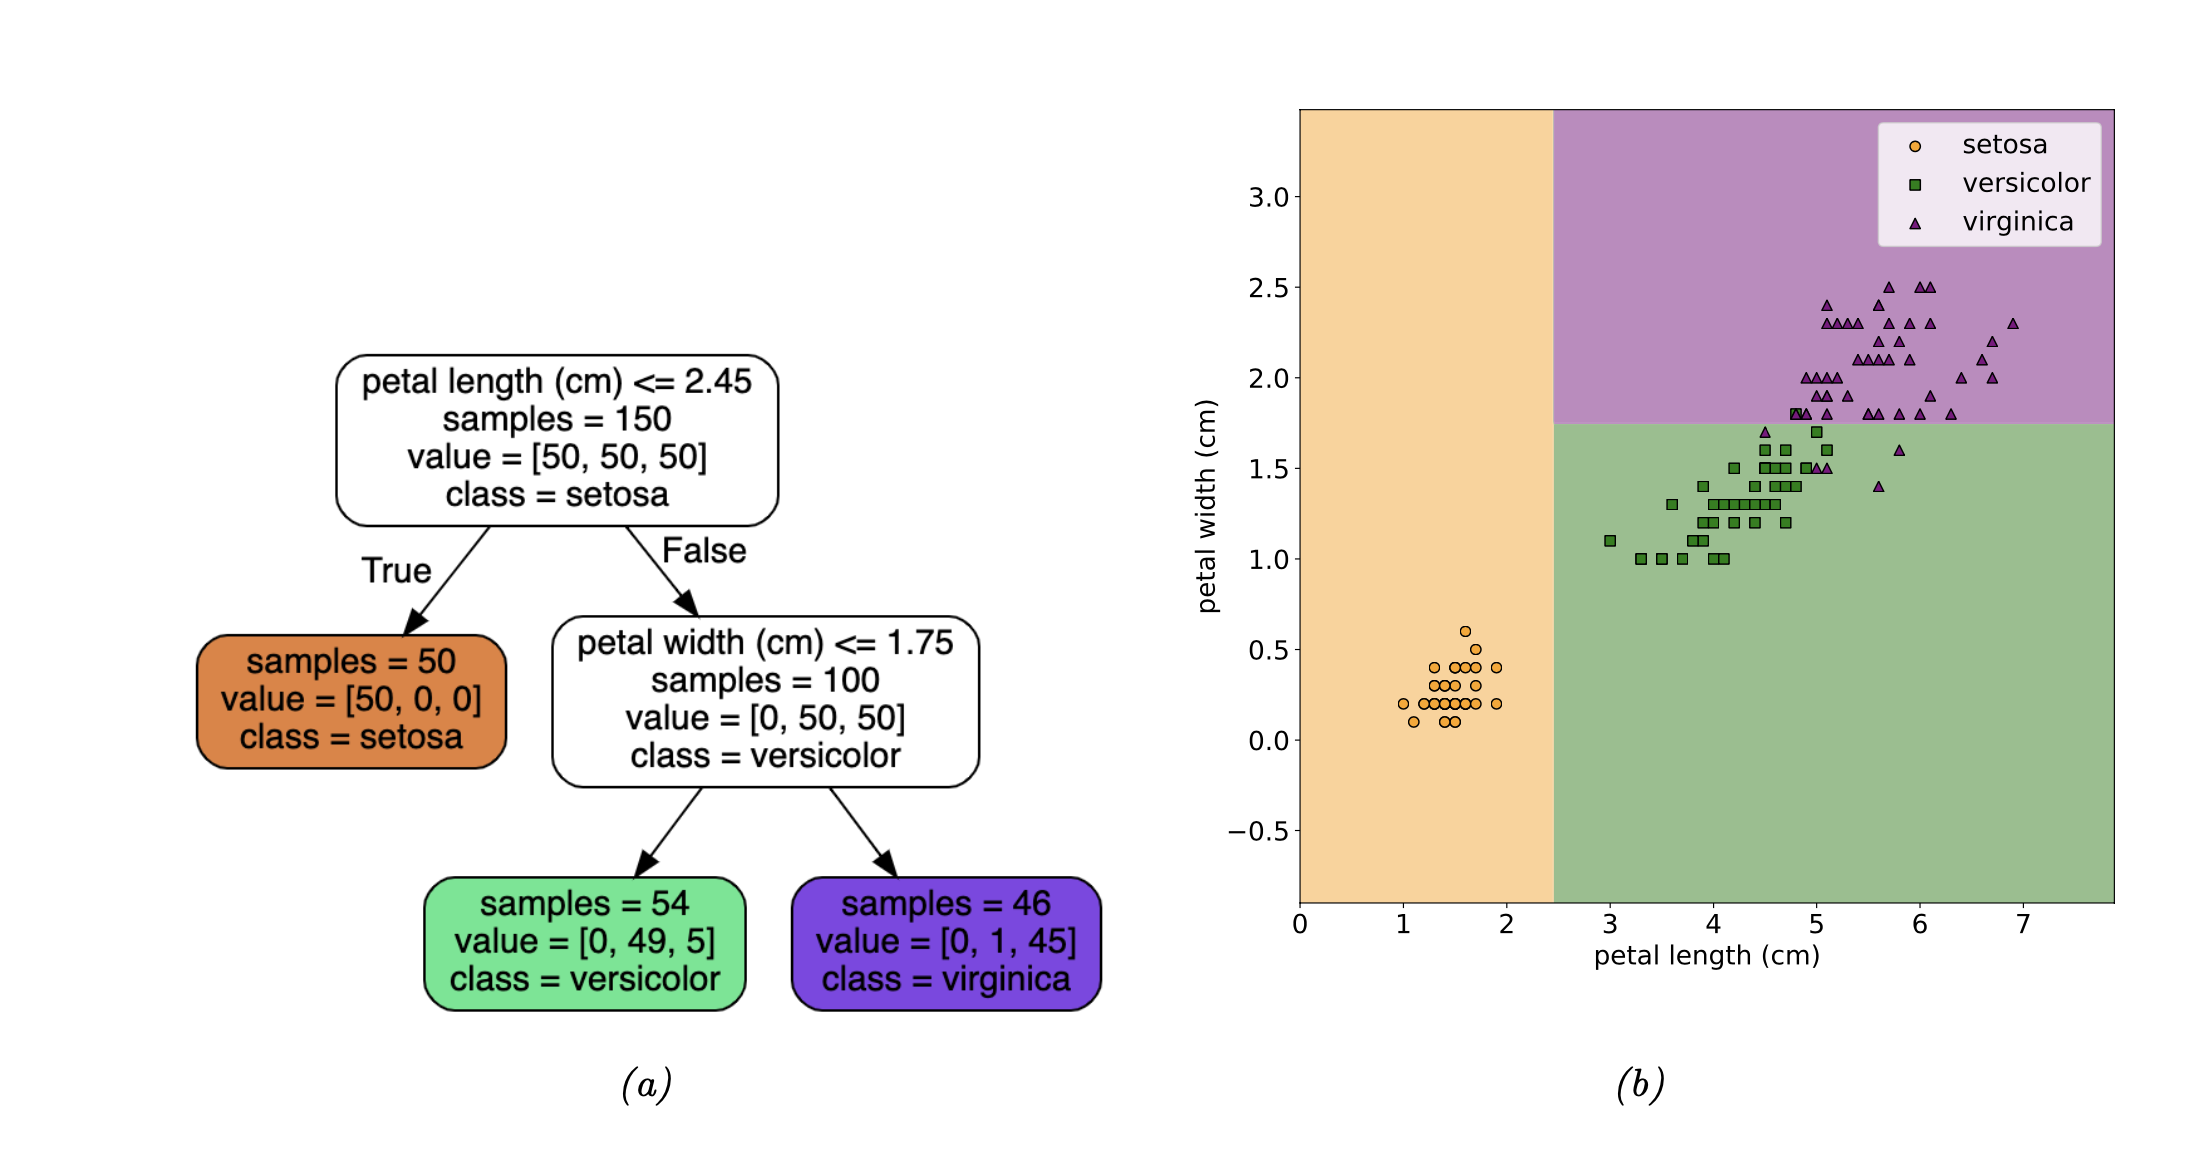 petal length (cm) <= 2.45
samples = 150
value = [50, 50, 50]
class = setosa
True
False
samples = 50
value = [50, 0, 0]
class = setosa
petal width (cm) <= 1.75
samples = 100
value = [0, 50, 50]
class = versicolor
samples = 54
value = [0, 49, 5]
class = versicolor
samples = 46
value = [0, 1, 45]
class = virginica
(a)
setosa
versicolor
virginica
petal width (cm)
3.0
2.5
2.0
1.5
1.0
0.5
0.0
−0.5
0 1 2 3 4 5 6 7
petal length (cm)
(b)